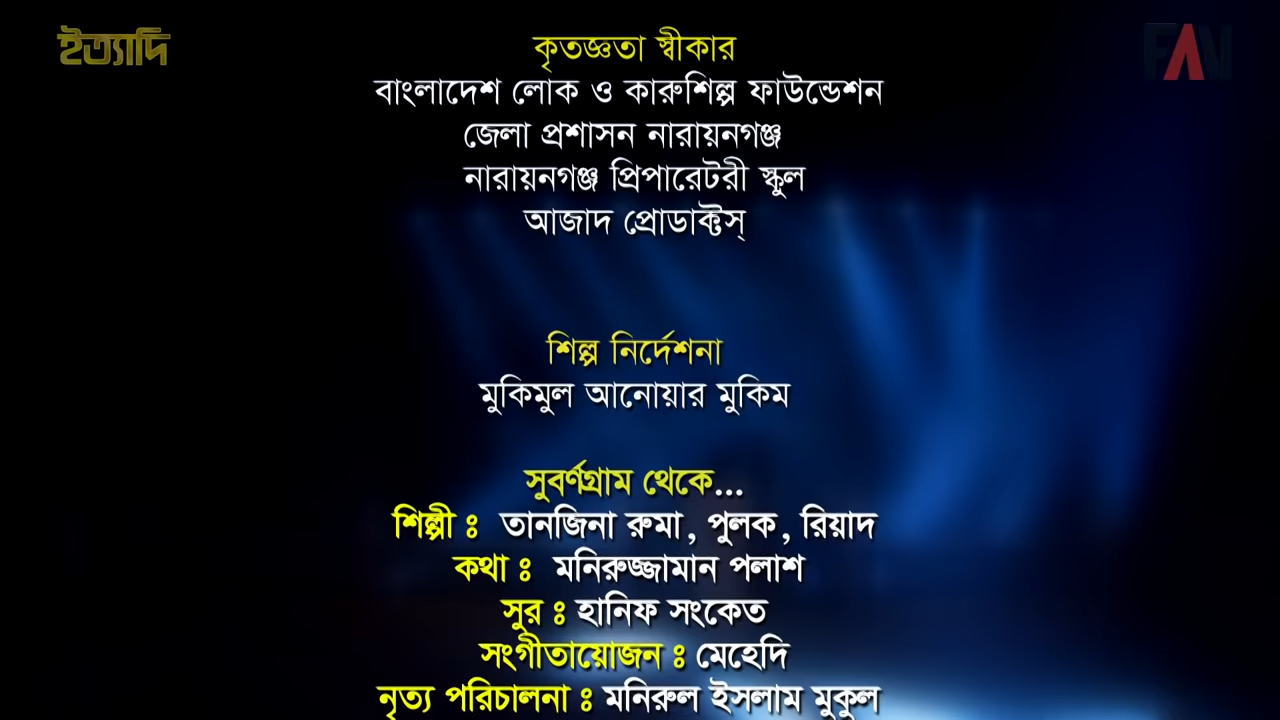 ইত্যাদি
FAN
কৃতজ্ঞতা স্বীকার
বাংলাদেশ লোক ও কারুশিল্প ফাউন্ডেশন
জেলা প্রশাসন নারায়নগঞ্জ
নারায়নগঞ্জ প্রিপারেটরী স্কুল
আজাদ প্রোডাক্টস্
শিল্প নির্দেশনা
মুকিমুল আনোয়ার মুকিম
সুবর্ণগ্রাম থেকে...
শিল্পী ঃ তানজিনা রুমা, পুলক, রিয়াদ
কথা ঃ মনিরুজ্জামান পলাশ
সুর ঃ হানিফ সংকেত
সংগীতায়োজন ঃ মেহেদি
নৃত্য পরিচালনা ঃ মনিরুল ইসলাম মুকুল